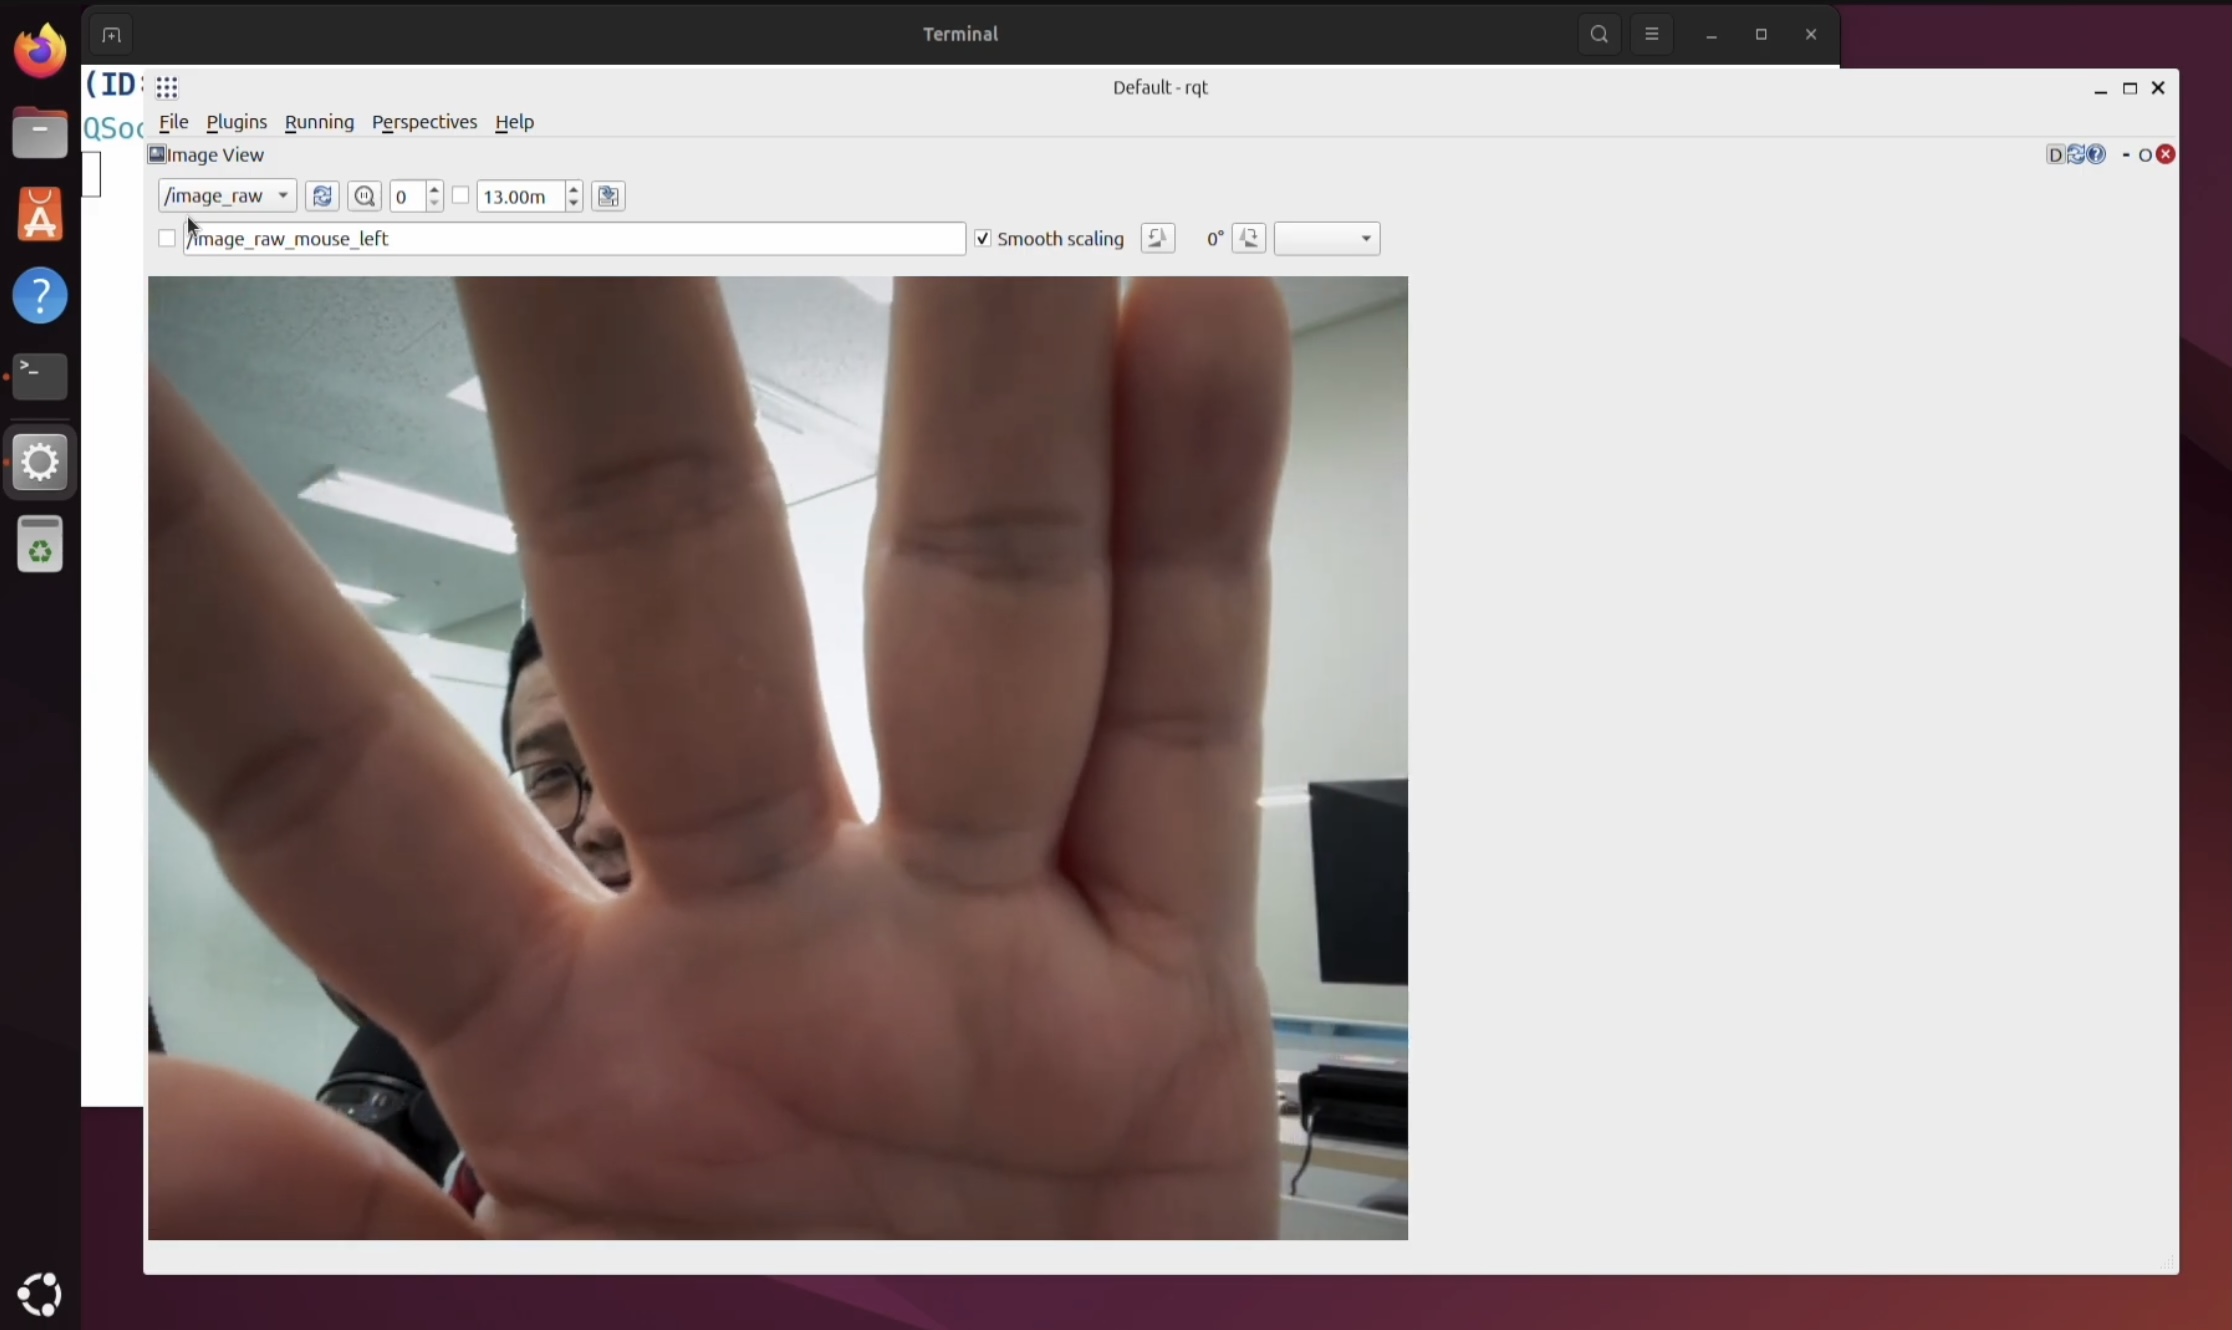 Terminal
(ID:
Default - rqt
QSoc
File Plugins Running Perspectives Help
Image View
D
/image_raw 0 13.00m
/image_raw_mouse_left Smooth scaling 0°